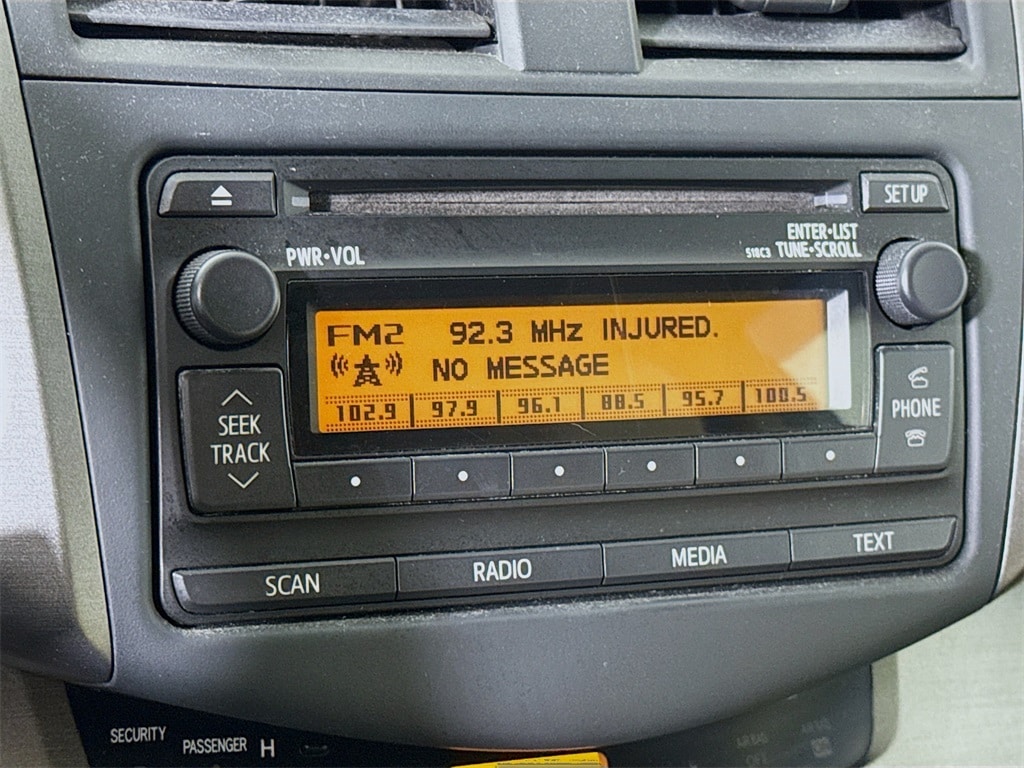 SET UP
PWR•VOL
ENTER•LIST
S18C3 TUNE•SCROLL
FM2 92.3 MHz INJURED.
NO MESSAGE
102.9 97.9 96.1 88.5 95.7 100.5
SEEK
TRACK
PHONE
SCAN RADIO MEDIA TEXT
SECURITY PASSENGER H